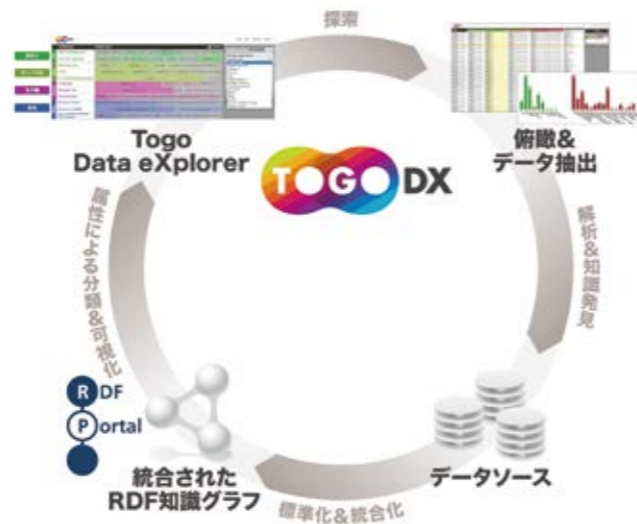 探索
Togo
Data eXplorer
俯瞰&
データ抽出
TOGO DX
属性による分類&可視化
解析&知識発見
RDF
Portal
統合された
RDF知識グラフ
データソース
標準化&統合化